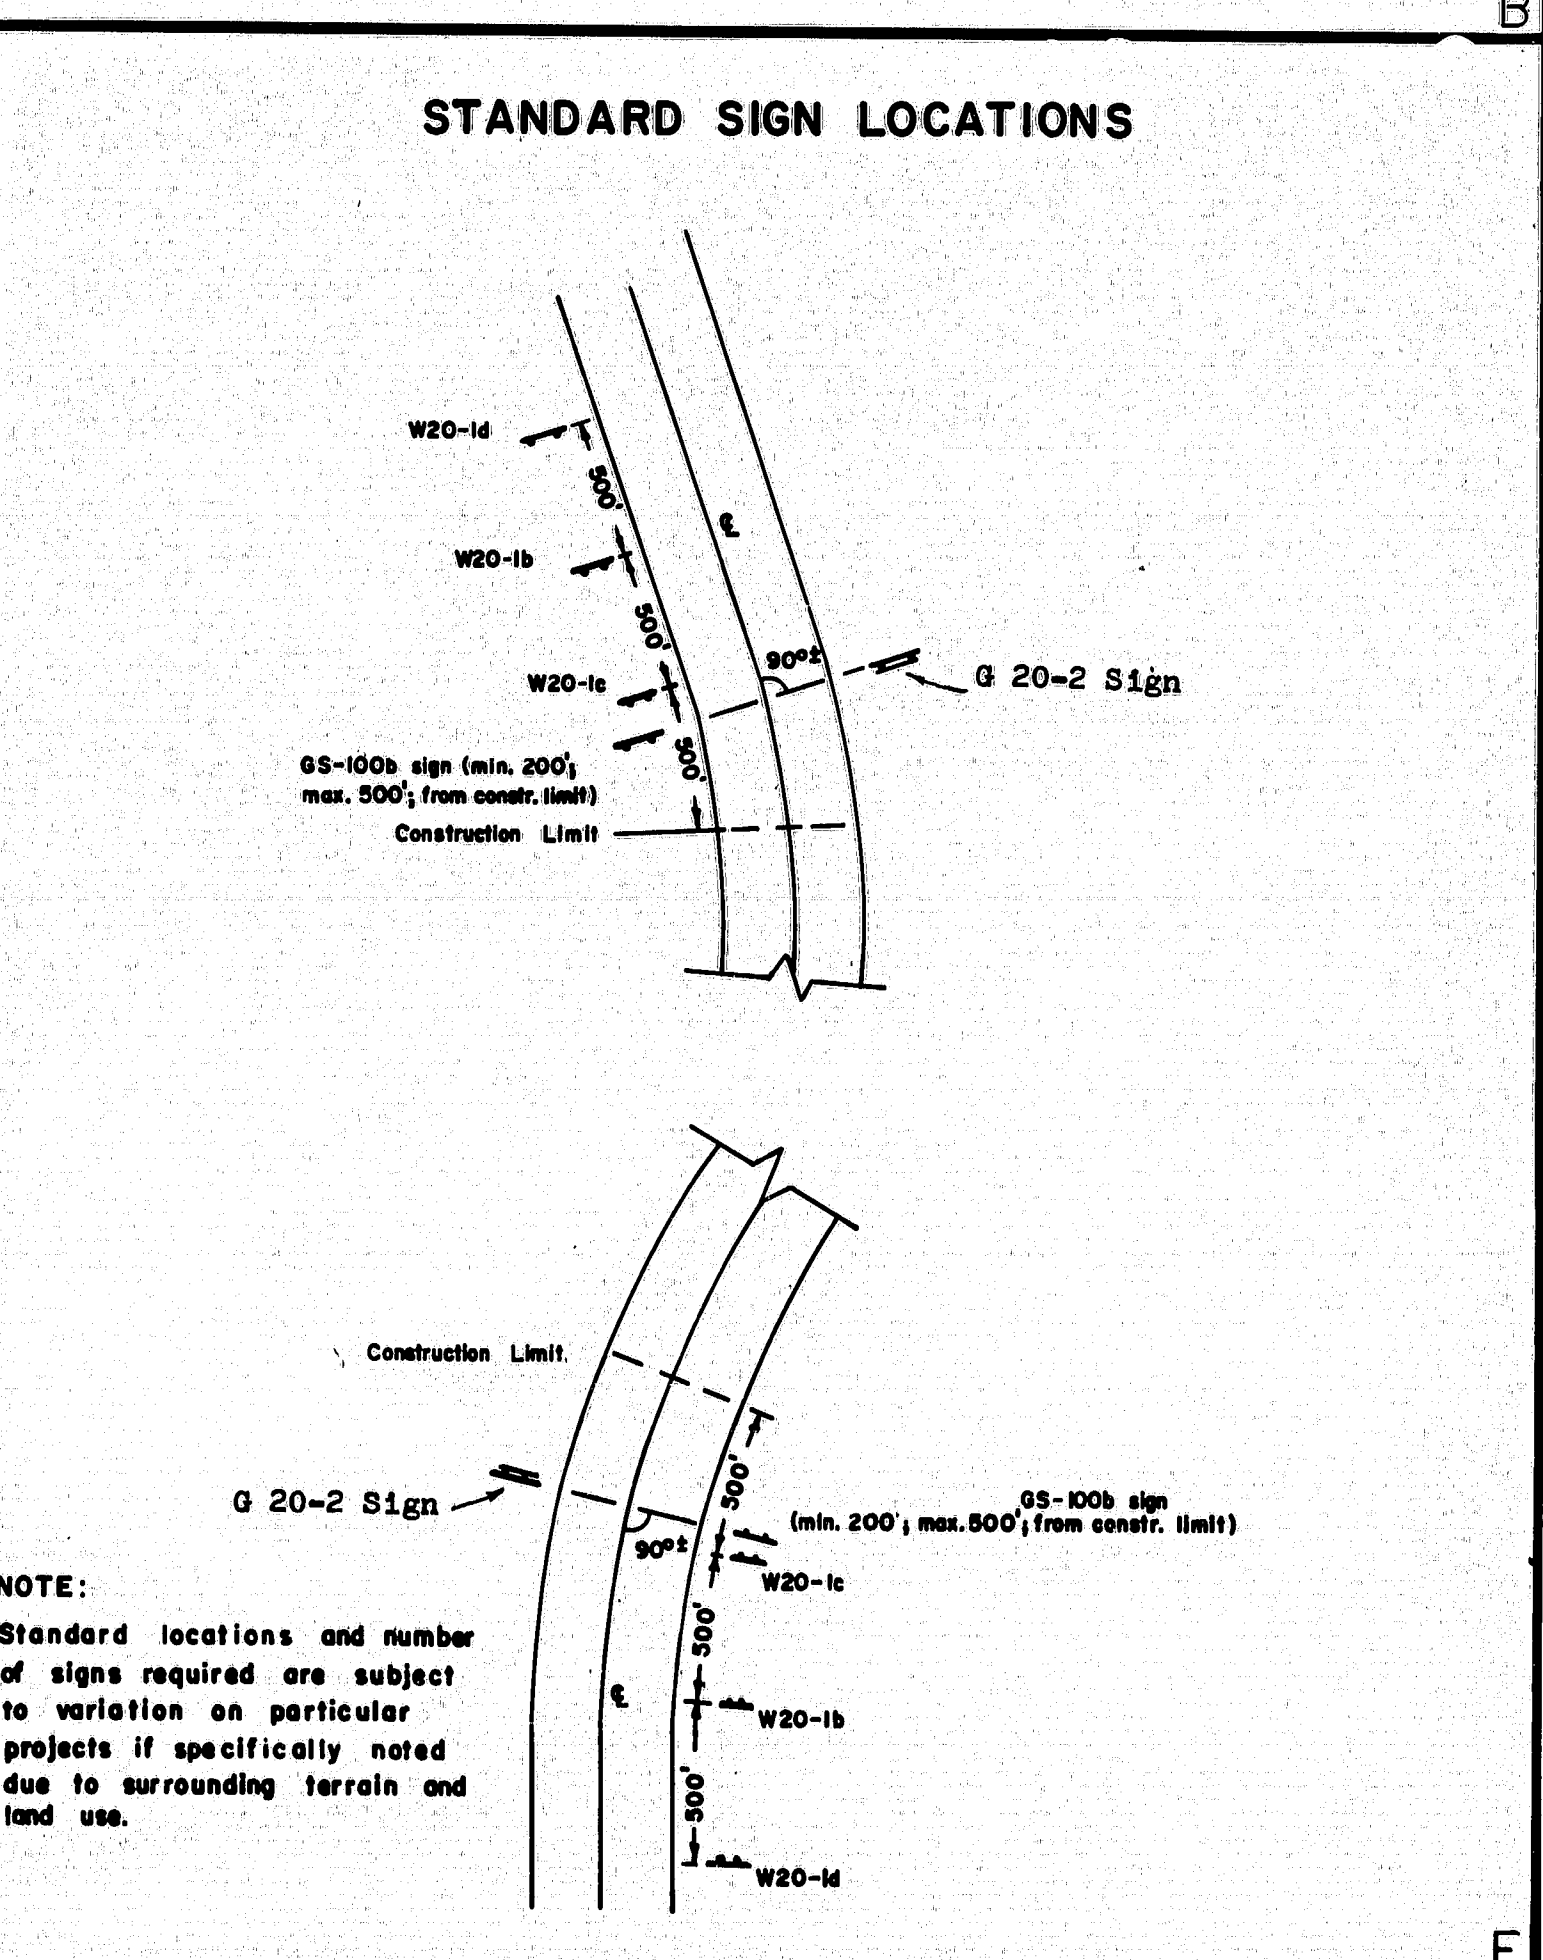 B
STANDARD SIGN LOCATIONS
W20-1d
500'
℄
W20-1b
500'
90°±
W20-1c
G 20-2 Sign
500'
GS-100b sign (min. 200';
max. 500'; from constr. limit)
Construction Limit
Construction Limit
500'
G 20-2 Sign
GS-100b sign
(min. 200'; max. 500'; from constr. limit)
90°±
W20-1c
NOTE:
Standard locations and number
of signs required are subject
to variation on particular
projects if specifically noted
due to surrounding terrain and
land use.
500'
℄
W20-1b
500'
W20-1d